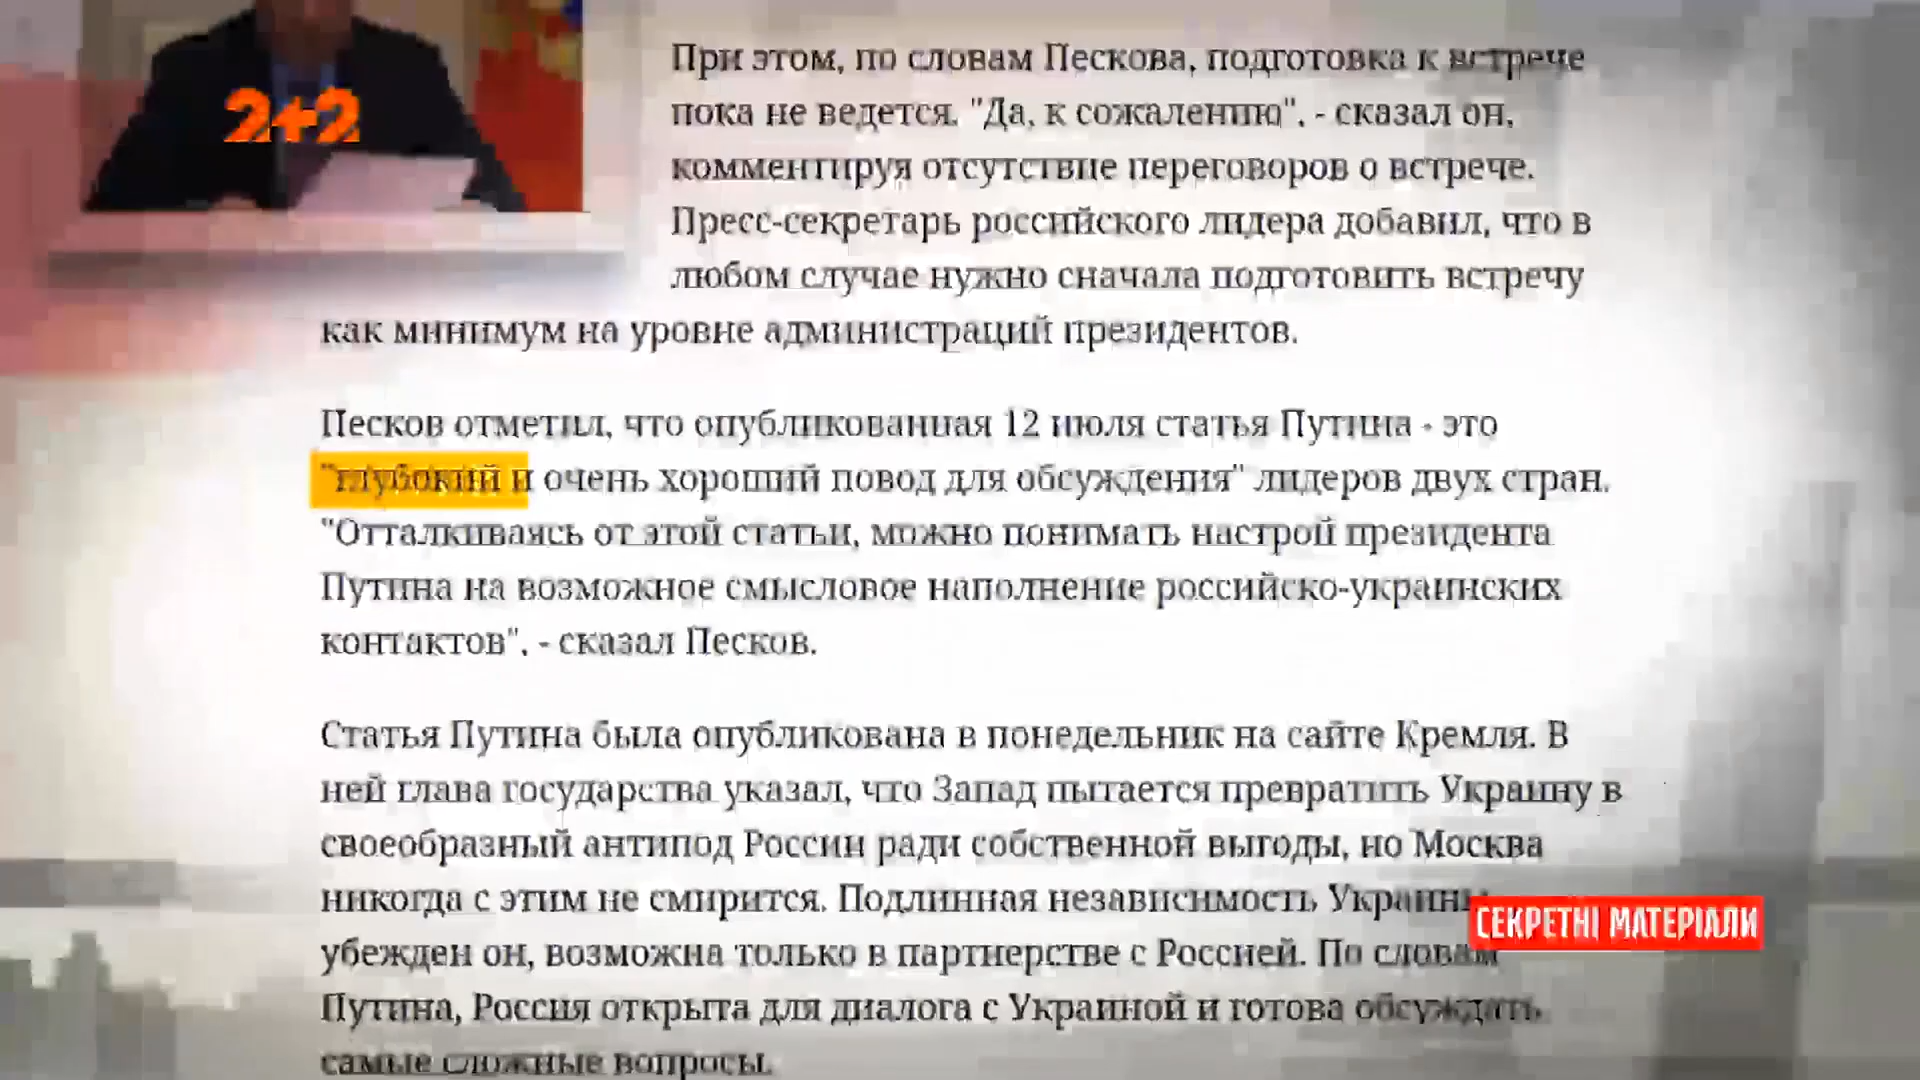 2+2
При этом, по словам Пескова, подготовка к встрече
пока не ведется. "Да, к сожалению", - сказал он,
комментируя отсутствие переговоров о встрече.
Пресс-секретарь российского лидера добавил, что в
любом случае нужно сначала подготовить встречу
как минимум на уровне администраций президентов.
Песков отметил, что опубликованная 12 июля статья Путина - это
"глубокий и очень хороший повод для обсуждения" лидеров двух стран.
"Отталкиваясь от этой статьи, можно понимать настрой президента
Путина на возможное смысловое наполнение российско-украинских
контактов", - сказал Песков.
Статья Путина была опубликована в понедельник на сайте Кремля. В
ней глава государства указал, что Запад пытается превратить Украину в
своеобразный антипод России ради собственной выгоды, но Москва
никогда с этим не смирится. Подлинная независимость Украины
убежден он, возможна только в партнерстве с Россией. По словам
Путина, Россия открыта для диалога с Украиной и готова обсуждать
самые сложные вопросы.
СЕКРЕТНІ МАТЕРІАЛИ